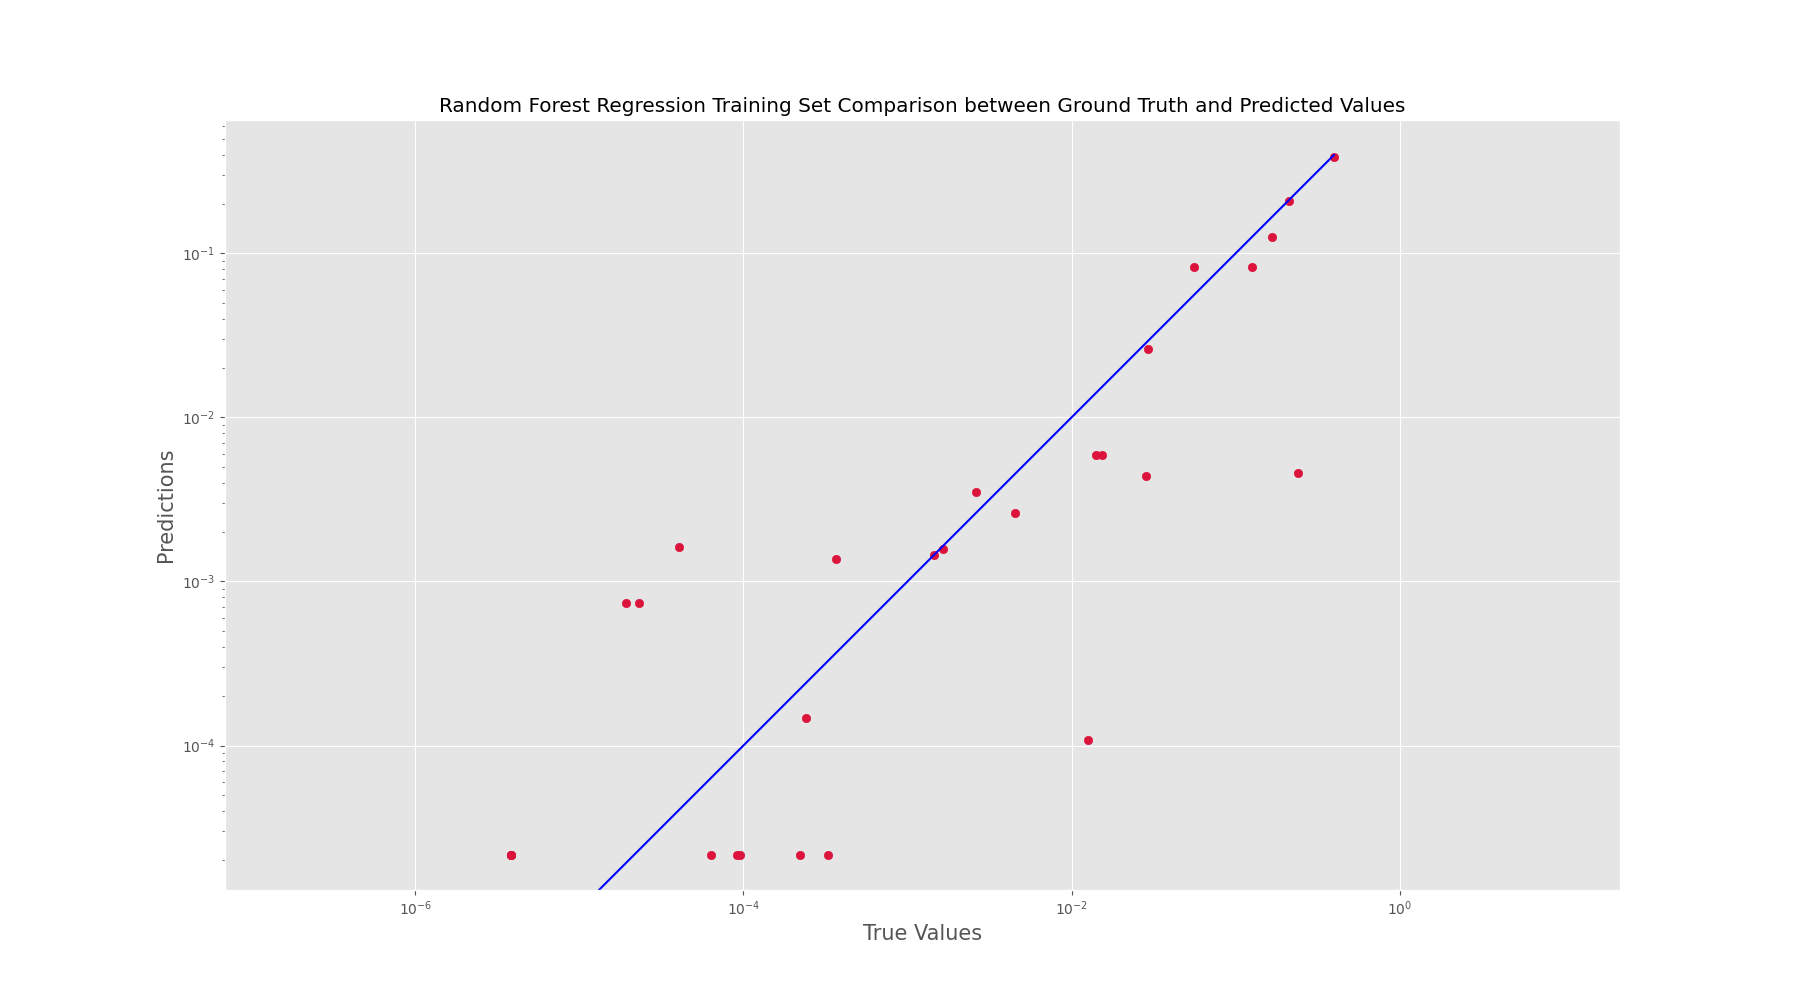 Random Forest Regression Training Set Comparison between Ground Truth and Predicted Values
10⁻¹
10⁻²
10⁻³
10⁻⁴
Predictions
10⁻⁶
10⁻⁴
10⁻²
10⁰
True Values